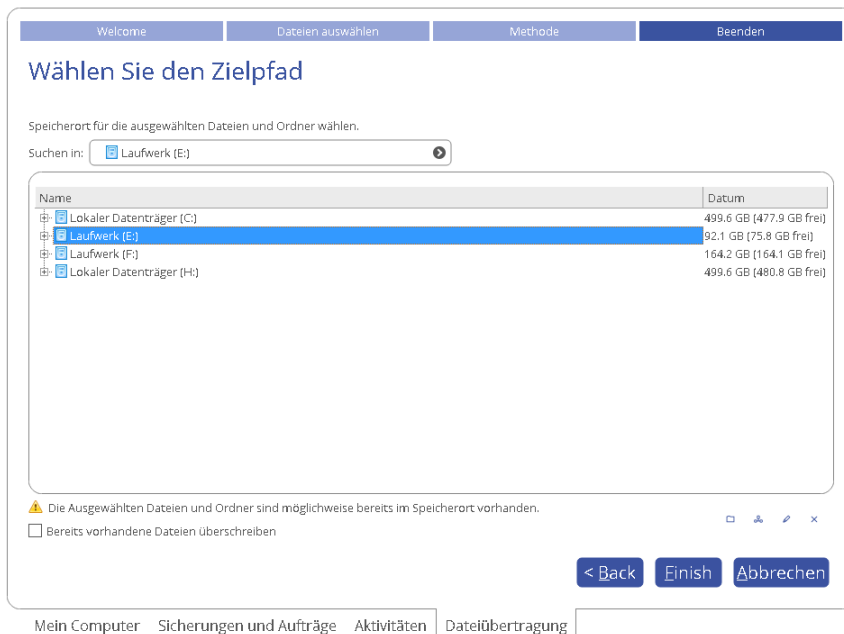 Welcome Dateien auswählen Methode Beenden
Wählen Sie den Zielpfad
Speicherort für die ausgewählten Dateien und Ordner wählen.
Suchen in: Laufwerk (E:)
Name Datum
Lokaler Datenträger (C:) 499.6 GB (477.9 GB frei)
Laufwerk (E:) 92.1 GB (75.8 GB frei)
Laufwerk (F:) 164.2 GB (164.1 GB frei)
Lokaler Datenträger (H:) 499.6 GB (480.8 GB frei)
Die Ausgewählten Dateien und Ordner sind möglichweise bereits im Speicherort vorhanden.
Bereits vorhandene Dateien überschreiben
< Back Finish Abbrechen
Mein Computer Sicherungen und Aufträge Aktivitäten Dateiübertragung